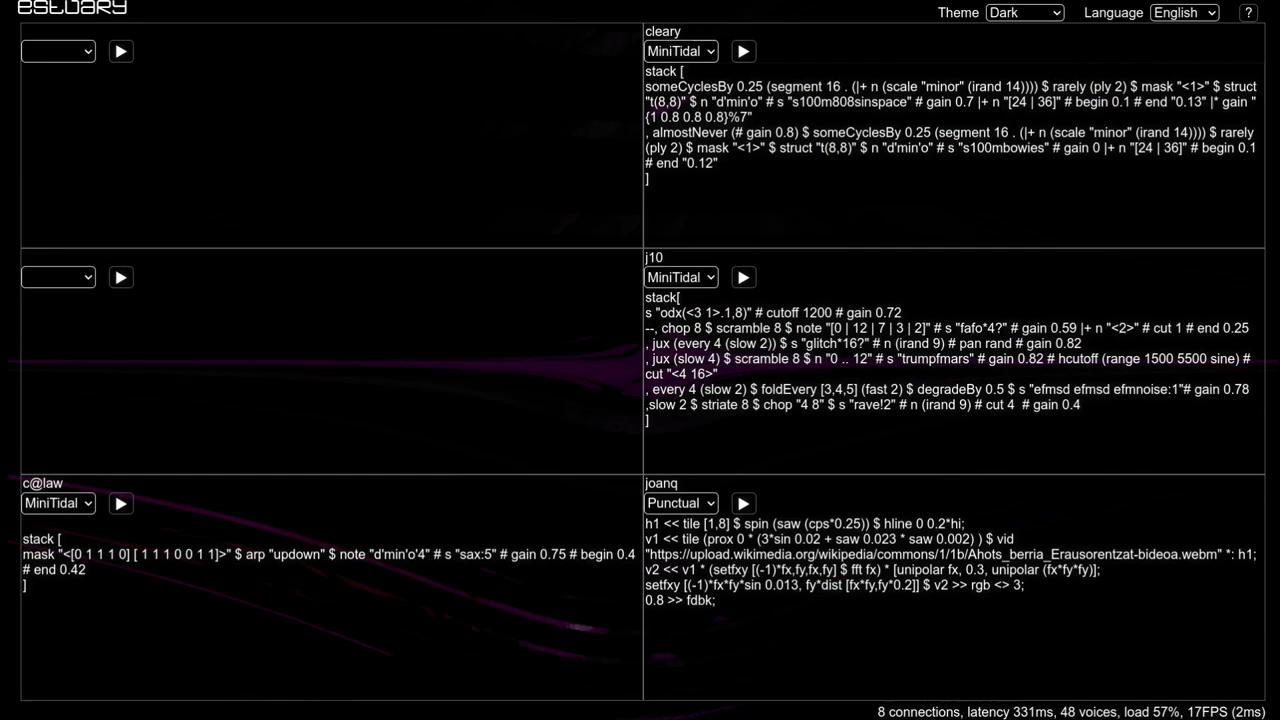 estuary
Theme Dark Language English ?
cleary
MiniTidal
stack [
someCyclesBy 0.25 (segment 16 . (|+ n (scale "minor" (irand 14)))) $ rarely (ply 2) $ mask "<1>" $ struct
"t(8,8)" $ n "d'min'o" # s "s100m808sinspace" # gain 0.7 |+ n "[24 | 36]" # begin 0.1 # end "0.13" |* gain "
{1 0.8 0.8 0.8}%7"
, almostNever (# gain 0.8) $ someCyclesBy 0.25 (segment 16 . (|+ n (scale "minor" (irand 14)))) $ rarely
(ply 2) $ mask "<1>" $ struct "t(8,8)" $ n "d'min'o" # s "s100mbowies" # gain 0 |+ n "[24 | 36]" # begin 0.1
# end "0.12"
]
j10
MiniTidal
stack[
s "odx(<3 1>.1,8)" # cutoff 1200 # gain 0.72
--, chop 8 $ scramble 8 $ note "[0 | 12 | 7 | 3 | 2]" # s "fafo*4?" # gain 0.59 |+ n "<2>" # cut 1 # end 0.25
, jux (every 4 (slow 2)) $ s "glitch*16?" # n (irand 9) # pan rand # gain 0.82
, jux (slow 4) $ scramble 8 $ n "0 .. 12" # s "trumpfmars" # gain 0.82 # hcutoff (range 1500 5500 sine) #
cut "<4 16>"
, every 4 (slow 2) $ foldEvery [3,4,5] (fast 2) $ degradeBy 0.5 $ s "efmsd efmsd efmnoise:1"# gain 0.78
,slow 2 $ striate 8 $ chop "4 8" $ s "rave!2" # n (irand 9) # cut 4  # gain 0.4
]
c@law
MiniTidal
stack [
mask "<[0 1 1 1 0] [ 1 1 1 0 0 1 1]>" $ arp "updown" $ note "d'min'o'4" # s "sax:5" # gain 0.75 # begin 0.4
# end 0.42
]
joanq
Punctual
h1 << tile [1,8] $ spin (saw (cps*0.25)) $ hline 0 0.2*hi;
v1 << tile (prox 0 * (3*sin 0.02 + saw 0.023 * saw 0.002) ) $ vid
"https://upload.wikimedia.org/wikipedia/commons/1/1b/Ahots_berria_Erausorentzat-bideoa.webm" *: h1;
v2 << v1 * (setfxy [(-1)*fx,fy,fx,fy] $ fft fx) * [unipolar fx, 0.3, unipolar (fx*fy*fy)];
setfxy [(-1)*fx*fy*sin 0.013, fy*dist [fx*fy,fy*0.2]] $ v2 >> rgb <> 3;
0.8 >> fdbk;
8 connections, latency 331ms, 48 voices, load 57%, 17FPS (2ms)